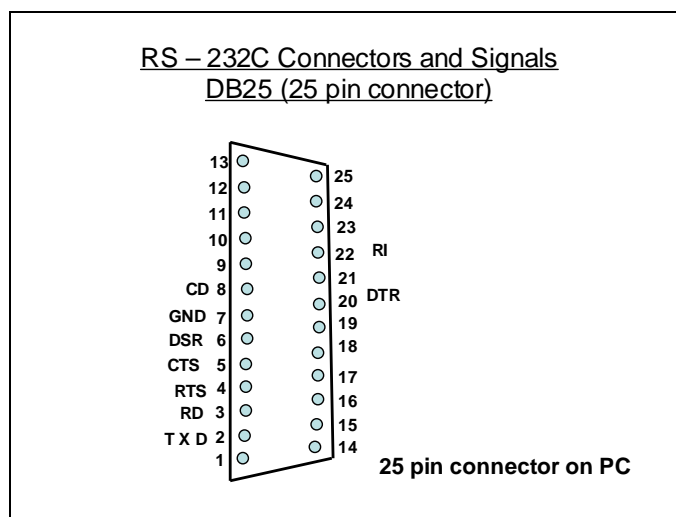 RS – 232C Connectors and Signals
DB25 (25 pin connector)
13
25
12
24
11
23
10
22 RI
9
21
CD 8
20 DTR
GND 7
19
DSR 6
18
CTS 5
17
RTS 4
16
RD 3
15
T X D 2
14
1
25 pin connector on PC